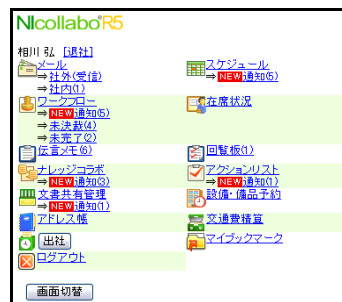 NIcollabo R5
相川 弘 [退社]
メール
⇒社外(受信)
⇒社内(1)
スケジュール
⇒NEW通知(5)
ワークフロー
⇒NEW通知(5)
⇒未決裁(4)
⇒未完了(2)
在席状況
伝言メモ(6)
回覧板(1)
ナレッジコラボ
⇒NEW通知(3)
アクションリスト
⇒NEW通知(1)
文書共有管理
⇒NEW通知(1)
設備・備品予約
アドレス帳
交通費精算
出社
マイブックマーク
ログアウト
画面切替